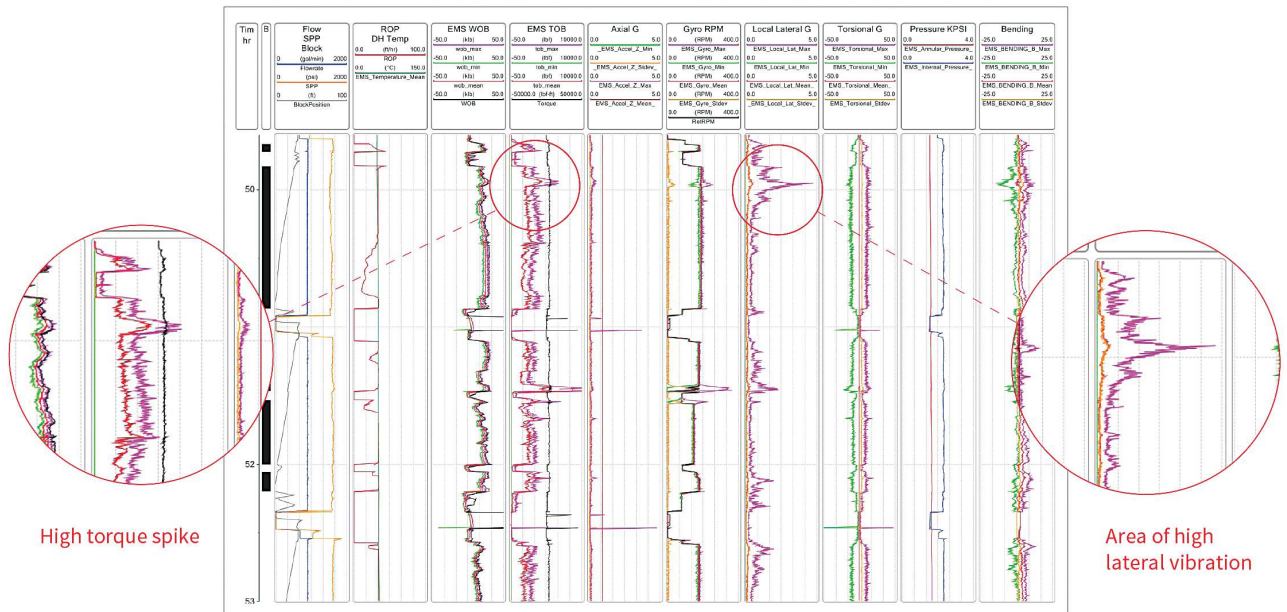 Tim
hr
B
Flow
SPP
Block
0 (gal/min) 2000
Flowrate
0 (psi) 2000
SPP
0 (ft) 100
BlockPosition
ROP
DH Temp
0.0 (ft/hr) 100.0
ROP
0.0 (°C) 150.0
EMS_Temperature_Mean
EMS WOB
-50.0 (klb) 50.0
wob_max
-50.0 (klb) 50.0
wob_min
-50.0 (klb) 50.0
wob_mean
-50.0 (klb) 50.0
WOB
EMS TOB
-50.0 (lbf) 10000.0
tob_max
-50.0 (lbf) 10000.0
tob_min
-50.0 (lbf) 10000.0
tob_mean
-50000.0 (lbf-ft) 50000.0
Torque
Axial G
0.0 5.0
_EMS_Accel_Z_Min
0.0 5.0
_EMS_Accel_Z_Stdev_
0.0 5.0
EMS_Accel_Z_Max
0.0 5.0
EMS_Accel_Z_Mean_
Gyro RPM
0.0 (RPM) 400.0
EMS_Gyro_Max
0.0 (RPM) 400.0
EMS_Gyro_Min
0.0 (RPM) 400.0
EMS_Gyro_Mean
0.0 (RPM) 400.0
EMS_Gyro_Stdev
0.0 (RPM) 400.0
RotRPM
Local Lateral G
0.0 5.0
EMS_Local_Lat_Max
0.0 5.0
EMS_Local_Lat_Min
0.0 5.0
EMS_Local_Lat_Mean_
0.0 5.0
_EMS_Local_Lat_Stdev_
Torsional G
-50.0 50.0
EMS_Torsional_Max
-50.0 50.0
EMS_Torsional_Min
-50.0 50.0
EMS_Torsional_Mean_
-50.0 50.0
EMS_Torsional_Stdev
Pressure KPSI
0.0 4.0
EMS_Annular_Pressure_
0.0 4.0
EMS_Internal_Pressure_
Bending
-25.0 25.0
EMS_BENDING_B_Max
-25.0 25.0
EMS_BENDING_B_Min
-25.0 25.0
EMS_BENDING_B_Mean
-25.0 25.0
EMS_BENDING_B_Stdev
50
52
53
High torque spike
Area of high
lateral vibration